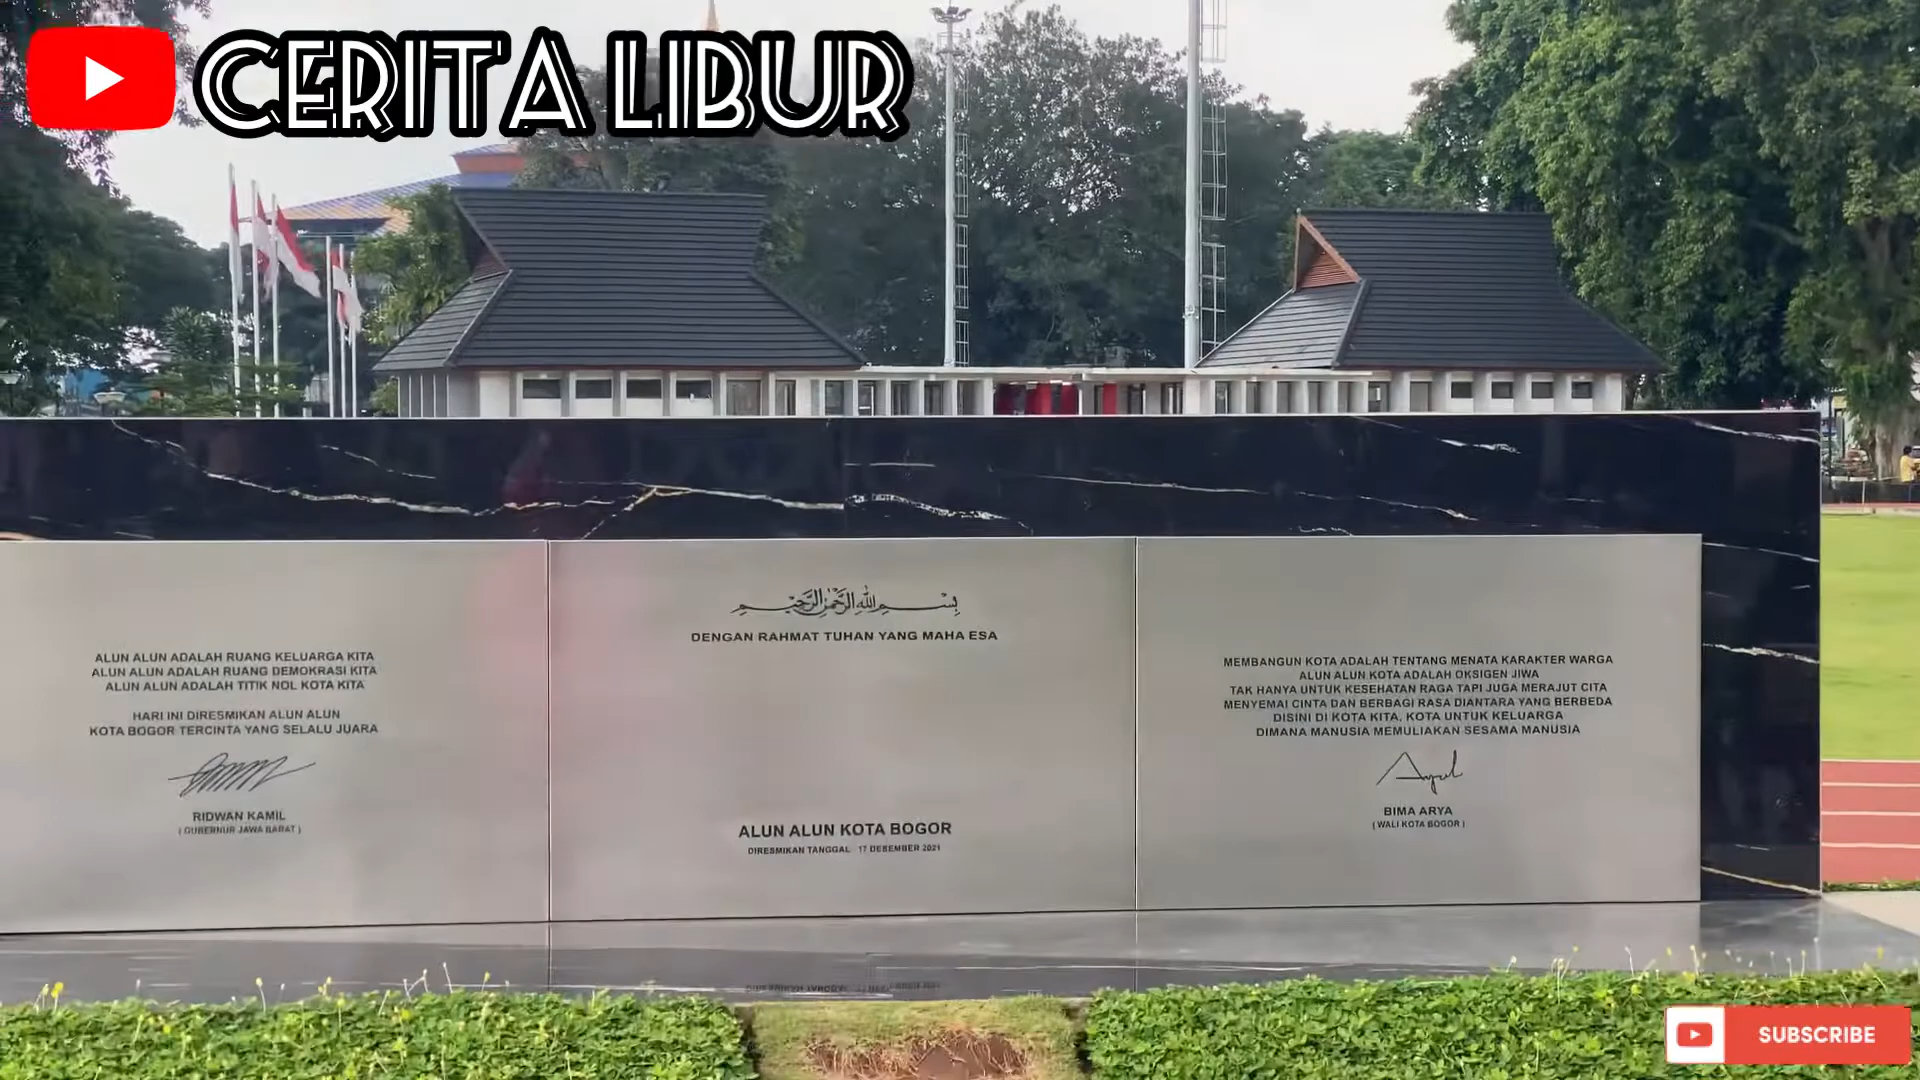 CERITA LIBUR
ALUN ALUN ADALAH RUANG KELUARGA KITA
ALUN ALUN ADALAH RUANG DEMOKRASI KITA
ALUN ALUN ADALAH TITIK NOL KOTA KITA
HARI INI DIRESMIKAN ALUN ALUN
KOTA BOGOR TERCINTA YANG SELALU JUARA
RIDWAN KAMIL
( GUBERNUR JAWA BARAT )
بسم الله الرحمن الرحيم
DENGAN RAHMAT TUHAN YANG MAHA ESA
ALUN ALUN KOTA BOGOR
DIRESMIKAN TANGGAL 17 DESEMBER 2021
MEMBANGUN KOTA ADALAH TENTANG MENATA KARAKTER WARGA
ALUN ALUN KOTA ADALAH OKSIGEN JIWA
TAK HANYA UNTUK KESEHATAN RAGA TAPI JUGA MERAJUT CITA
MENYEMAI CINTA DAN BERBAGI RASA DIANTARA YANG BERBEDA
DISINI DI KOTA KITA, KOTA UNTUK KELUARGA
DIMANA MANUSIA MEMULIAKAN SESAMA MANUSIA
BIMA ARYA
( WALI KOTA BOGOR )
SUBSCRIBE